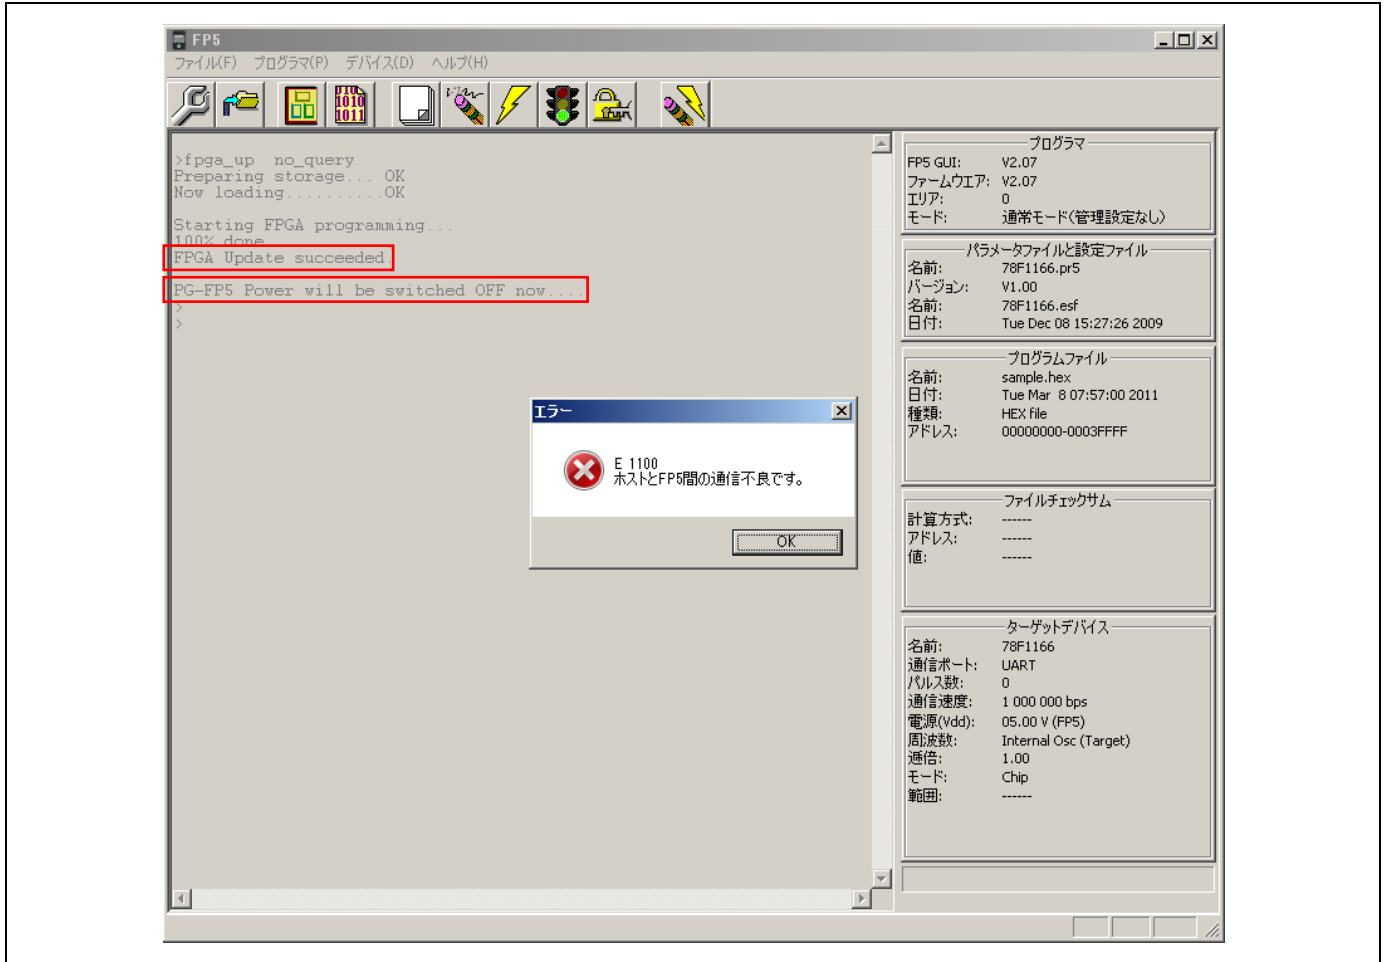 FP5
ファイル(F) プログラマ(P) デバイス(D) ヘルプ(H)
>fpga_up no_query
Preparing storage... OK
Now loading..........OK
Starting FPGA programming...
100% done
FPGA Update succeeded.
PG-FP5 Power will be switched OFF now....
>
>
エラー
E 1100
ホストとFP5間の通信不良です。
OK
プログラマ
FP5 GUI: V2.07
ファームウエア: V2.07
エリア: 0
モード: 通常モード(管理設定なし)
パラメータファイルと設定ファイル
名前: 78F1166.pr5
バージョン: V1.00
名前: 78F1166.esf
日付: Tue Dec 08 15:27:26 2009
プログラムファイル
名前: sample.hex
日付: Tue Mar 8 07:57:00 2011
種類: HEX file
アドレス: 00000000-0003FFFF
ファイルチェックサム
計算方式: ------
アドレス: ------
値: ------
ターゲットデバイス
名前: 78F1166
通信ポート: UART
パルス数: 0
通信速度: 1 000 000 bps
電源(Vdd): 05.00 V (FP5)
周波数: Internal Osc (Target)
逓倍: 1.00
モード: Chip
範囲: ------